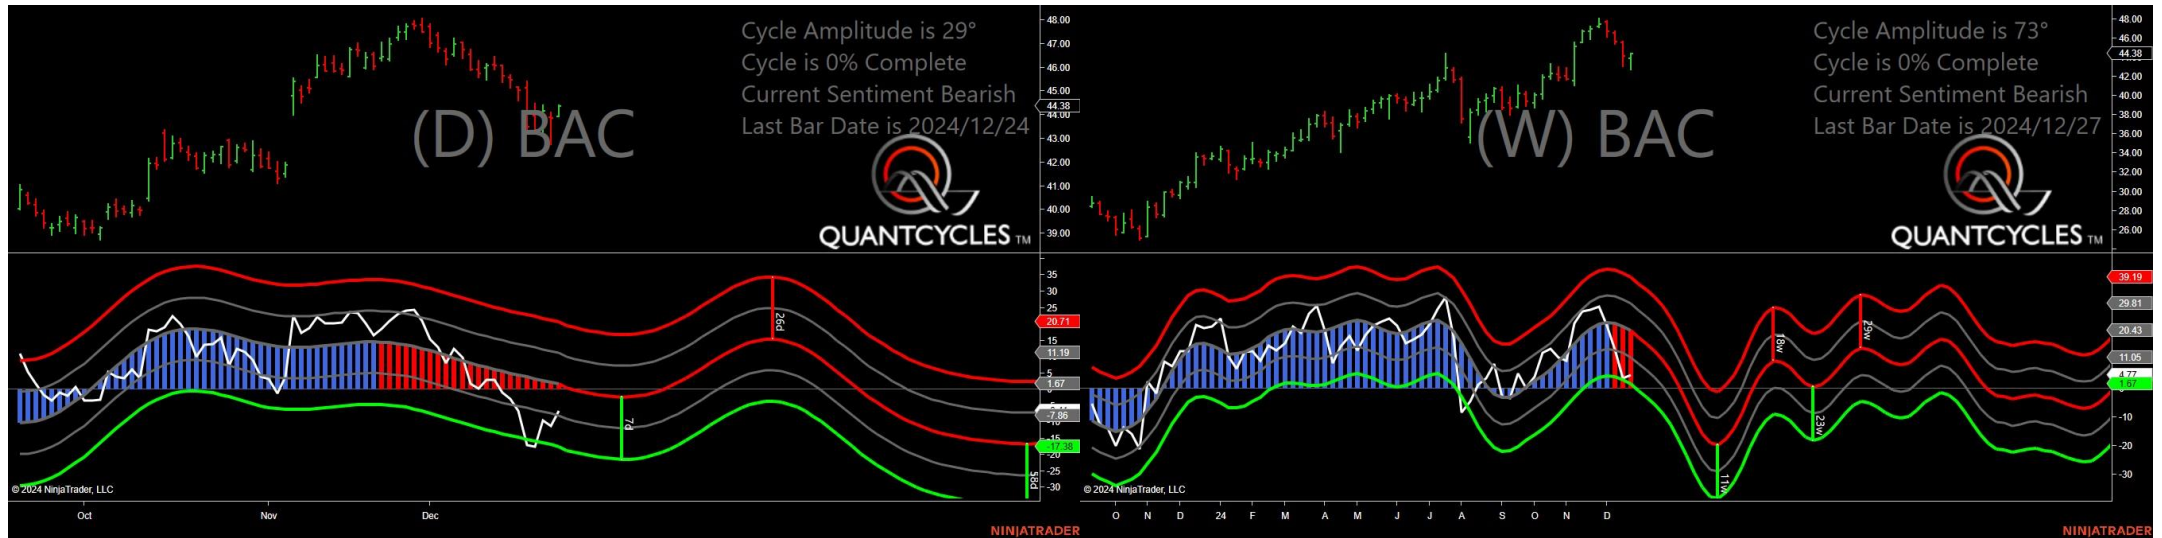 Cycle Amplitude is 29°
Cycle is 0% Complete
Current Sentiment Bearish
Last Bar Date is 2024/12/24
(D) BAC
QUANTCYCLES TM
48.00
47.00
46.00
45.00
44.38
44.00
43.00
42.00
41.00
40.00
39.00
35
30
25
20.71
15
11.19
5
1.67
-7.86
-10
-15
-17.38
-20
-25
-30
26d
7d
58d
© 2024 NinjaTrader, LLC
Oct
Nov
Dec
NINJATRADER
Cycle Amplitude is 73°
Cycle is 0% Complete
Current Sentiment Bearish
Last Bar Date is 2024/12/27
(W) BAC
QUANTCYCLES TM
48.00
46.00
44.38
42.00
40.00
38.00
36.00
34.00
32.00
30.00
28.00
26.00
39.19
29.81
20.43
11.05
4.77
1.67
-10
-20
-30
18w
29w
23w
11w
© 2024 NinjaTrader, LLC
O N D 24 F M A M J J A S O N D
NINJATRADER